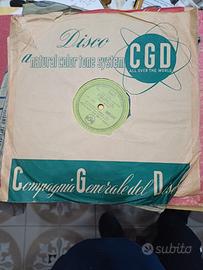 Disco
a natural color tone system
CGD
ALL OVER THE WORLD
Compagnia Generale del Disco
subito